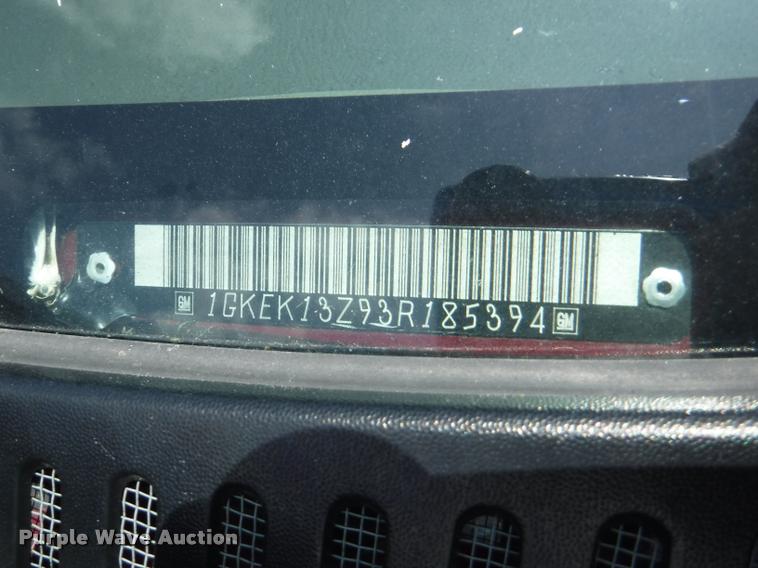 GM 1GKEK13Z93R185394 GM
Purple Wave Auction